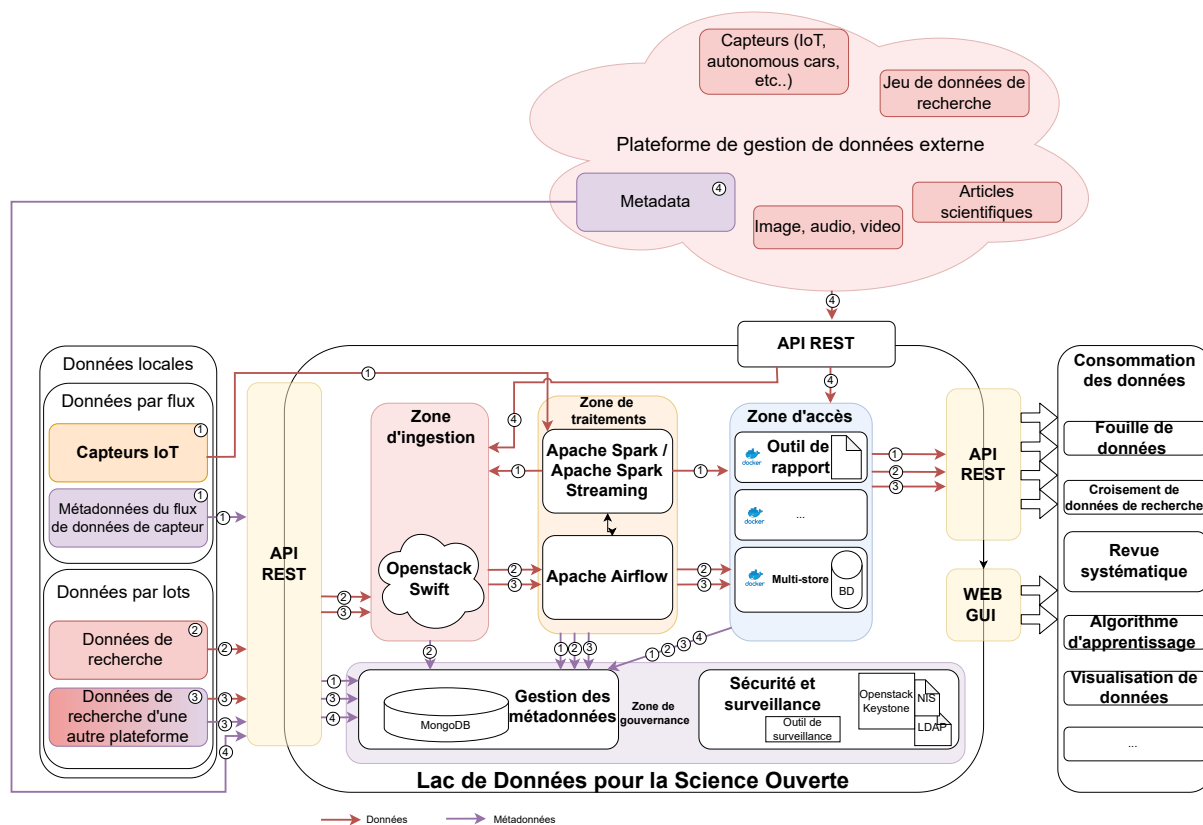 Capteurs (IoT,
autonomous cars,
etc..)
Jeu de données de
recherche
Plateforme de gestion de données externe
4
Metadata
Articles
scientifiques
Image, audio, video
4
API REST
Données locales
Données par flux
1
Capteurs IoT
1
Métadonnées du flux
de données de capteur
Données par lots
2
Données de
recherche
3
Données de
recherche d'une
autre plateforme
1
1
2
3
3
4
API
REST
2
3
1
3
4
Zone
d'ingestion
4
1
Openstack
Swift
2
2
3
Zone de
traitements
Apache Spark /
Apache Spark
Streaming
Apache Airflow
1
2
3
1
2
3
4
Zone d'accès
docker
Outil de
rapport
docker
...
docker
Multi-store
BD
1
2
3
4
1
2
3
API
REST
WEB
GUI
MongoDB
Gestion des
métadonnées
Zone de
gouvernance
Sécurité et
surveillance
Outil de
surveillance
Openstack
Keystone
NIS
LDAP
Lac de Données pour la Science Ouverte
Consommation
des données
Fouille de
données
Croisement de
données de recherche
Revue
systématique
Algorithme
d'apprentissage
Visualisation de
données
...
Données
Métadonnées